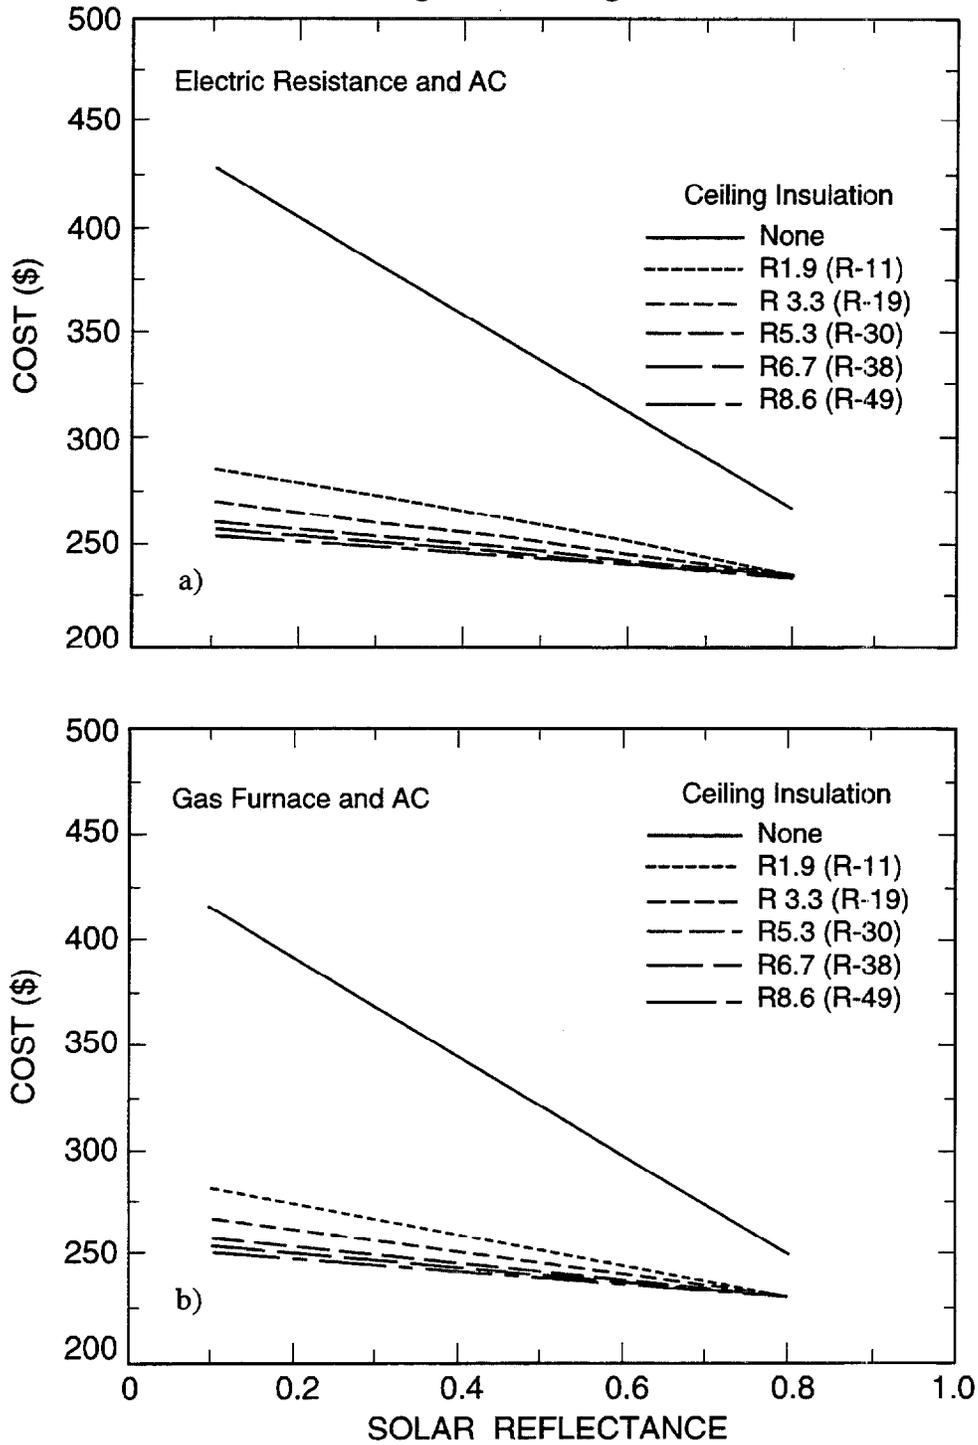 500
Electric Resistance and AC
450
Ceiling Insulation
400
None
R1.9 (R-11)
R 3.3 (R-19)
350
R5.3 (R-30)
R6.7 (R-38)
R8.6 (R-49)
COST ($)
300
250
a)
200
500
Gas Furnace and AC
Ceiling Insulation
450
None
R1.9 (R-11)
R 3.3 (R-19)
R5.3 (R-30)
400
R6.7 (R-38)
R8.6 (R-49)
COST ($)
350
300
250
b)
200
0 0.2 0.4 0.6 0.8 1.0
SOLAR REFLECTANCE